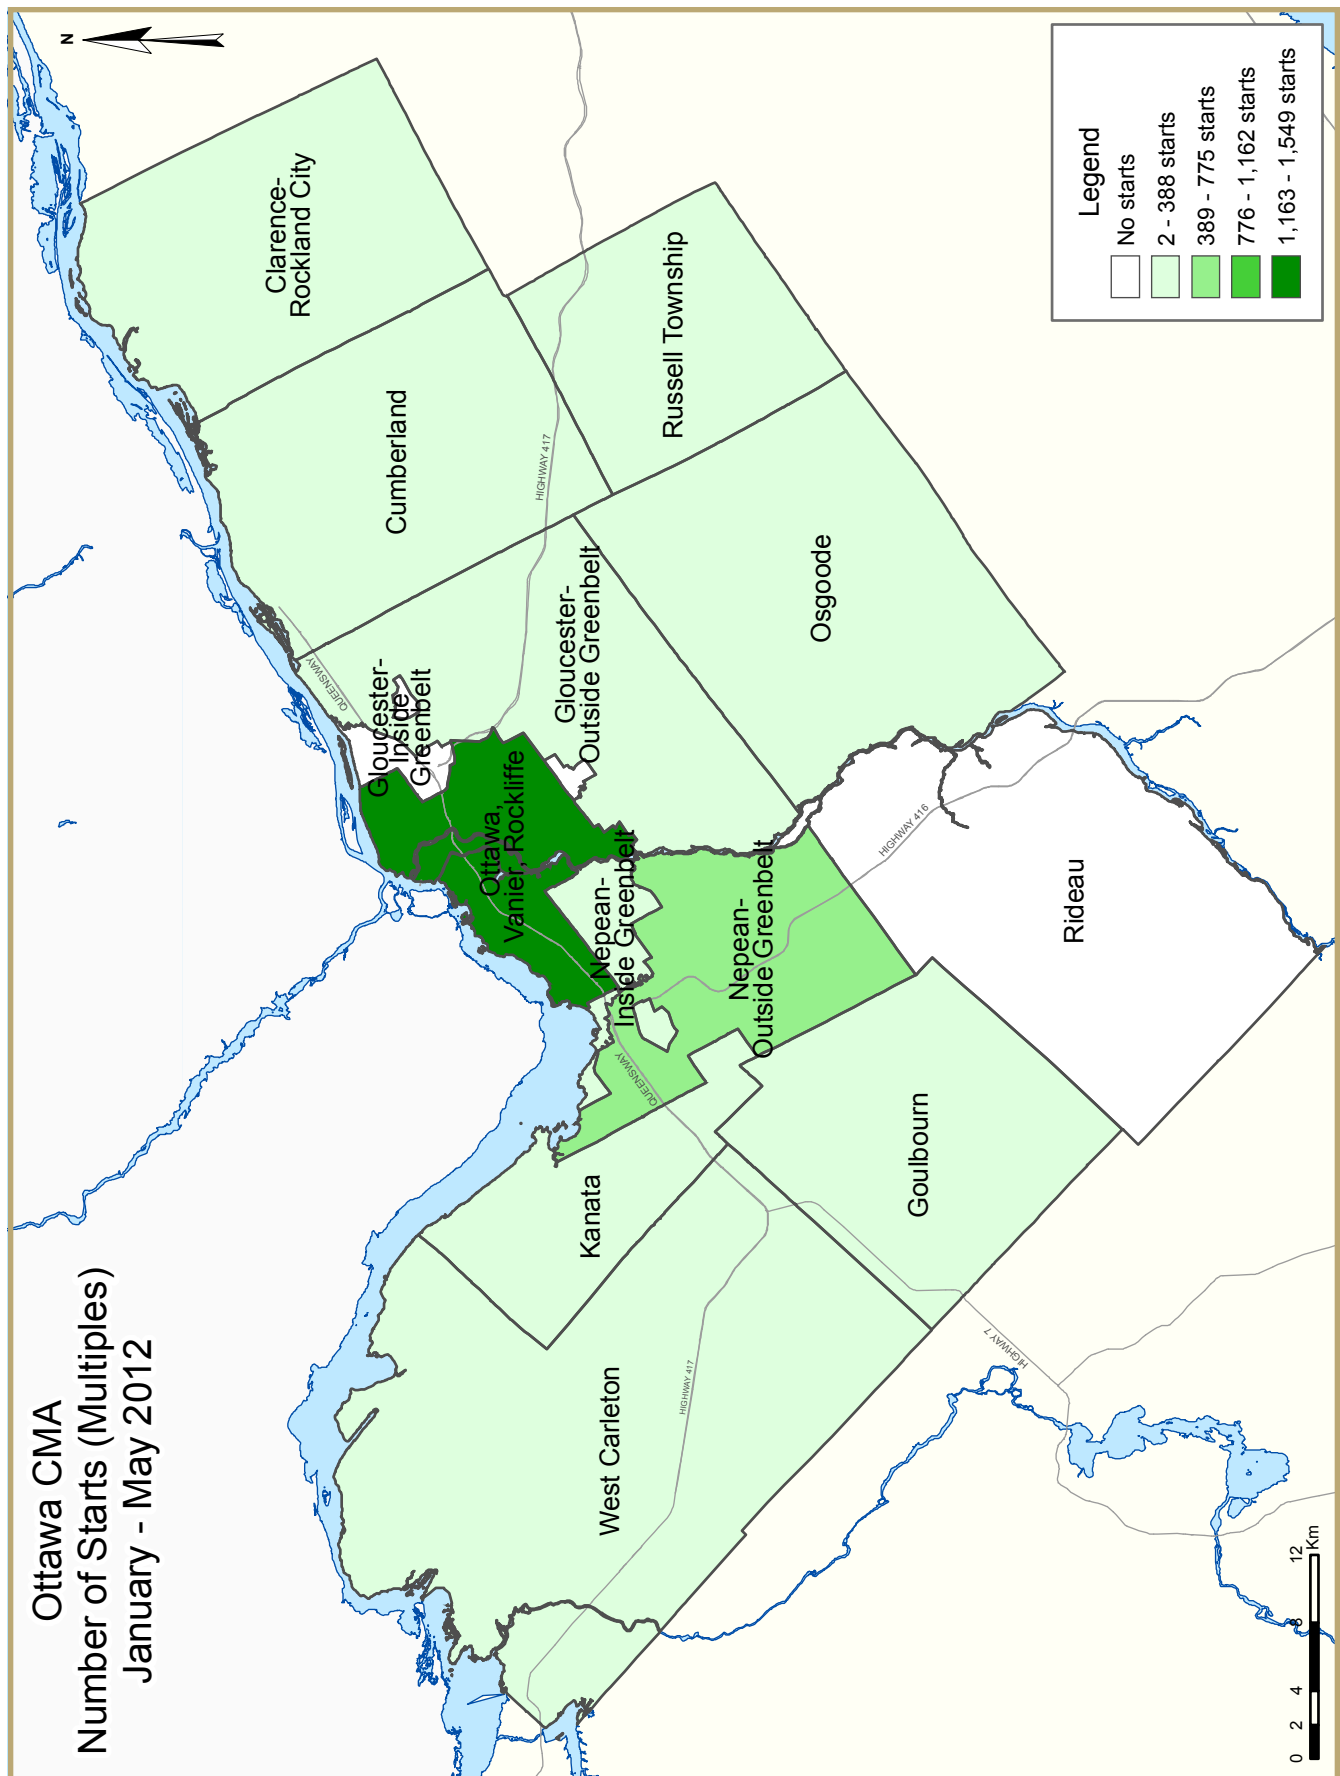 Ottawa CMA
Number of Starts (Multiples)
January - May 2012
N
Clarence-
Rockland City
Cumberland
Russell Township
HIGHWAY 417
QUEENSWAY
Gloucester-
Inside
Greenbelt
Gloucester-
Outside Greenbelt
Osgoode
Ottawa,
Vanier, Rockliffe
Nepean-
Inside Greenbelt
Nepean-
Outside Greenbelt
HIGHWAY 416
Rideau
QUEENSWAY
Kanata
Goulbourn
West Carleton
HIGHWAY 417
HIGHWAY 7
Legend
No starts
2 - 388 starts
389 - 775 starts
776 - 1,162 starts
1,163 - 1,549 starts
0 2 4 8 12
Km